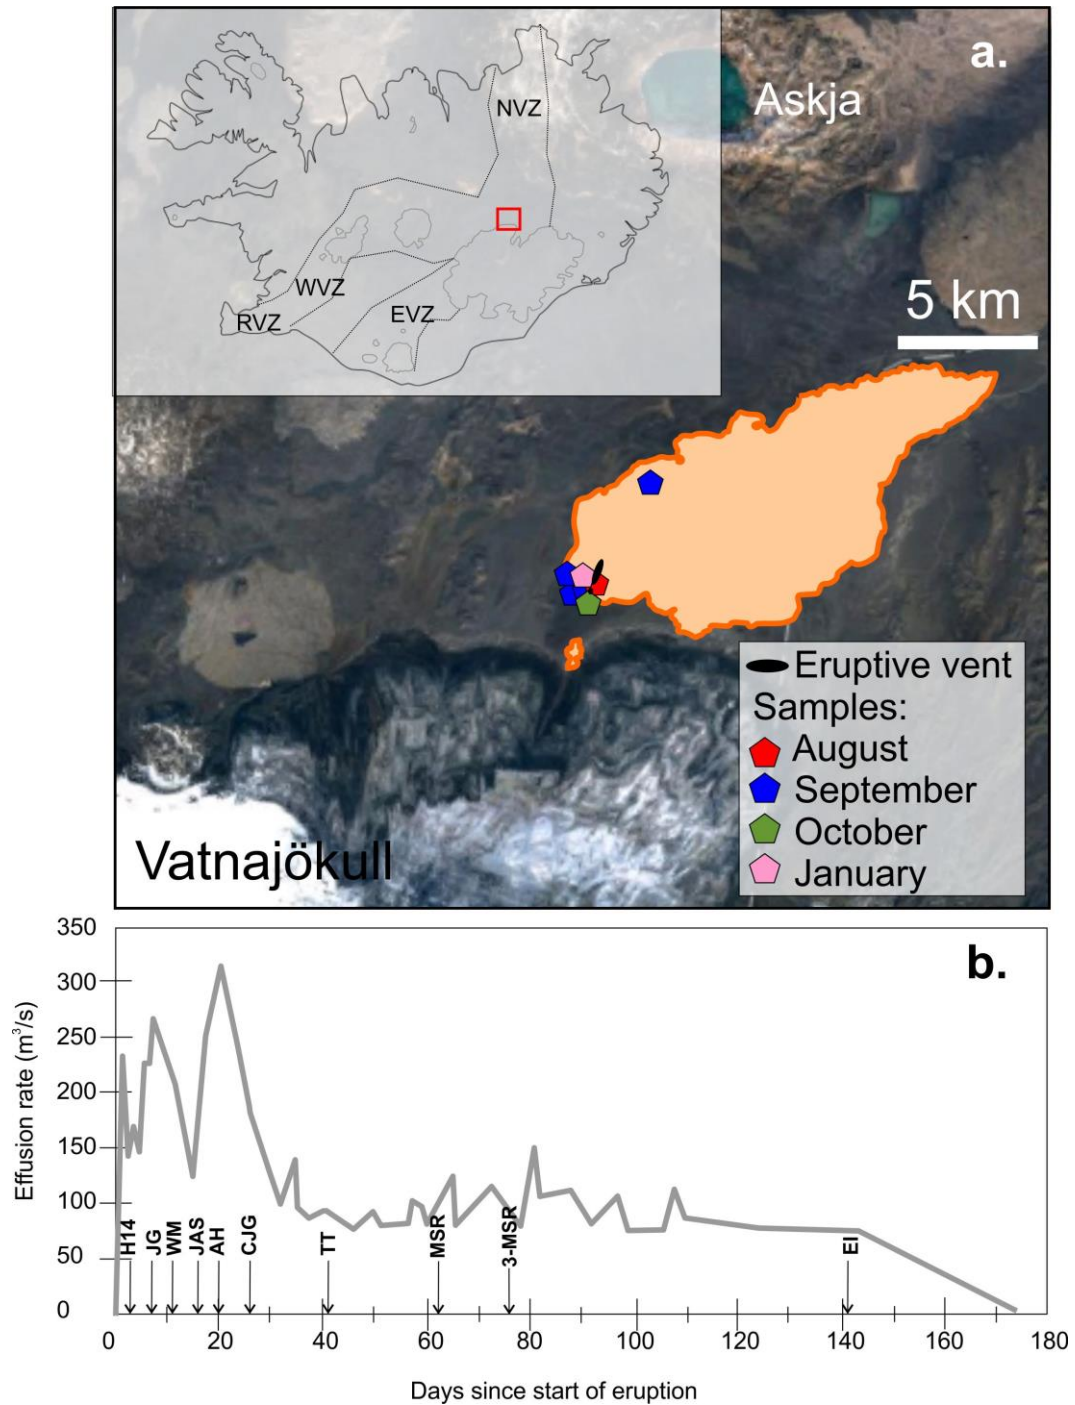 a.
NVZ
Askja
WVZ
RVZ
EVZ
5 km
Eruptive vent
Samples:
August
September
October
January
Vatnajökull
b.
Effusion rate (m³/s)
350
300
250
200
150
100
50
0
H14
JG
WM
JAS
AH
CJG
TT
MSR
3-MSR
EI
0 20 40 60 80 100 120 140 160 180
Days since start of eruption